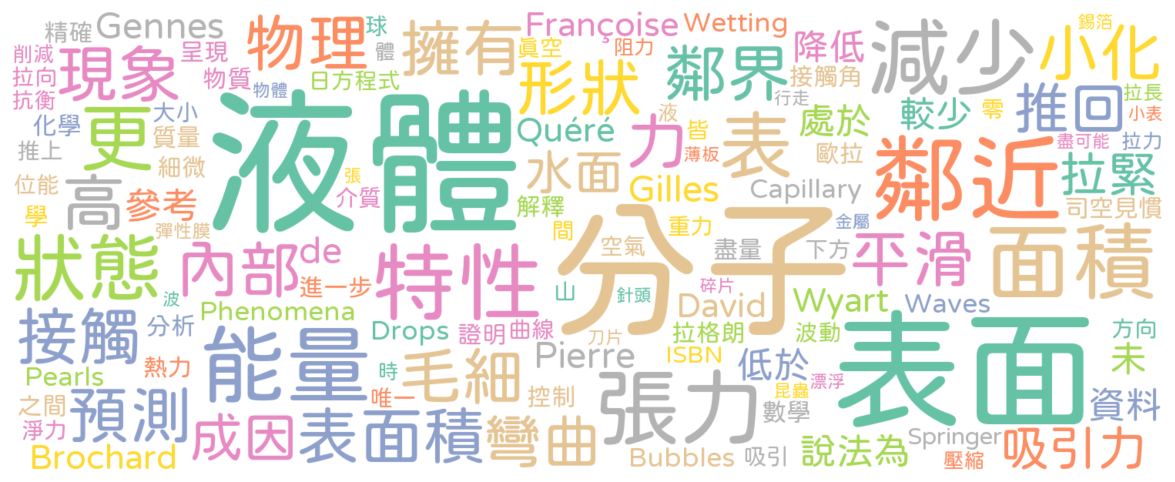 液體
分子
表面
鄰近
特性
能量
張力
面積
表面積
接觸
狀態
內部
現象
物理
擁有
形狀
鄰界
減少
小化
推回
更
高
力
表
水面
毛細
彎曲
成因
預測
平滑
拉緊
吸引力
低於
說法為
資料
未
處於
較少
降低
參考
精確
Gennes
Françoise
Wetting
錫箔
削減
呈現
球
體
眞空
阻力
拉向
物質
日方程式
接觸角
行走
零
拉長
小表
抗衡
物體
化學
大小
質量
推上
細微
Quéré
液
皆
薄板
歐拉
盡可能
拉力
位能
張
介質
Gilles
Capillary
司空見慣
學
彈性膜
解釋
間
重力
金屬
空氣
盡量
下方
de
進一步
山
針頭
碎片
David
Wyart
Waves
波
Phenomena
分析
Drops
證明
曲線
刀片
拉格朗
波動
方向
Pierre
ISBN
熱力
時
Pearls
唯一
控制
昆蟲
漂浮
數學
之間
淨力
Brochard
Bubbles
吸引
Springer
壓縮